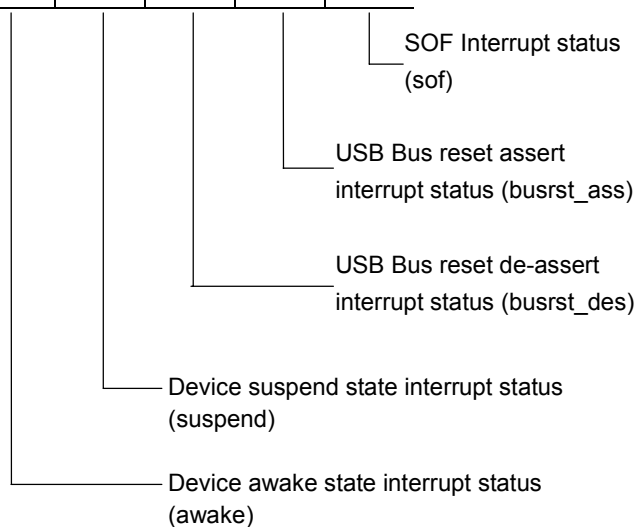 SOF Interrupt status
(sof)
USB Bus reset assert
interrupt status (busrst_ass)
USB Bus reset de-assert
interrupt status (busrst_des)
Device suspend state interrupt status
(suspend)
Device awake state interrupt status
(awake)